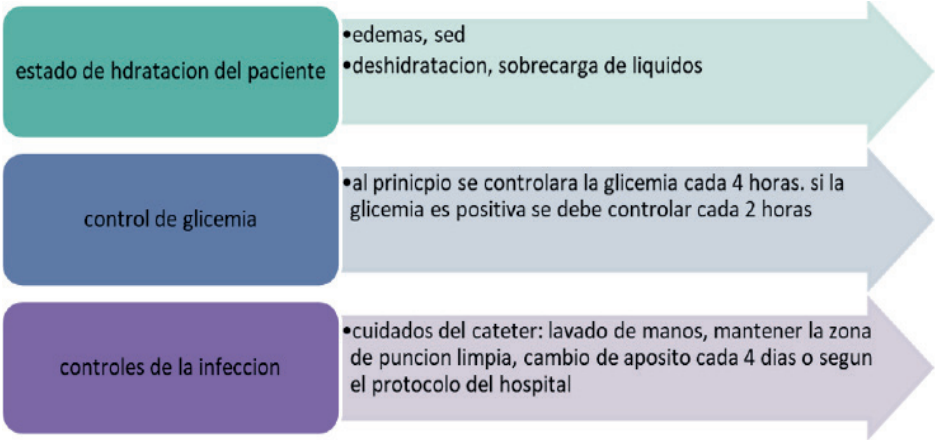 estado de hdratacion del paciente
•edemas, sed
•deshidratacion, sobrecarga de liquidos
control de glicemia
•al prinicpio se controlara la glicemia cada 4 horas. si la
glicemia es positiva se debe controlar cada 2 horas
controles de la infeccion
•cuidados del cateter: lavado de manos, mantener la zona
de puncion limpia, cambio de aposito cada 4 dias o segun
el protocolo del hospital